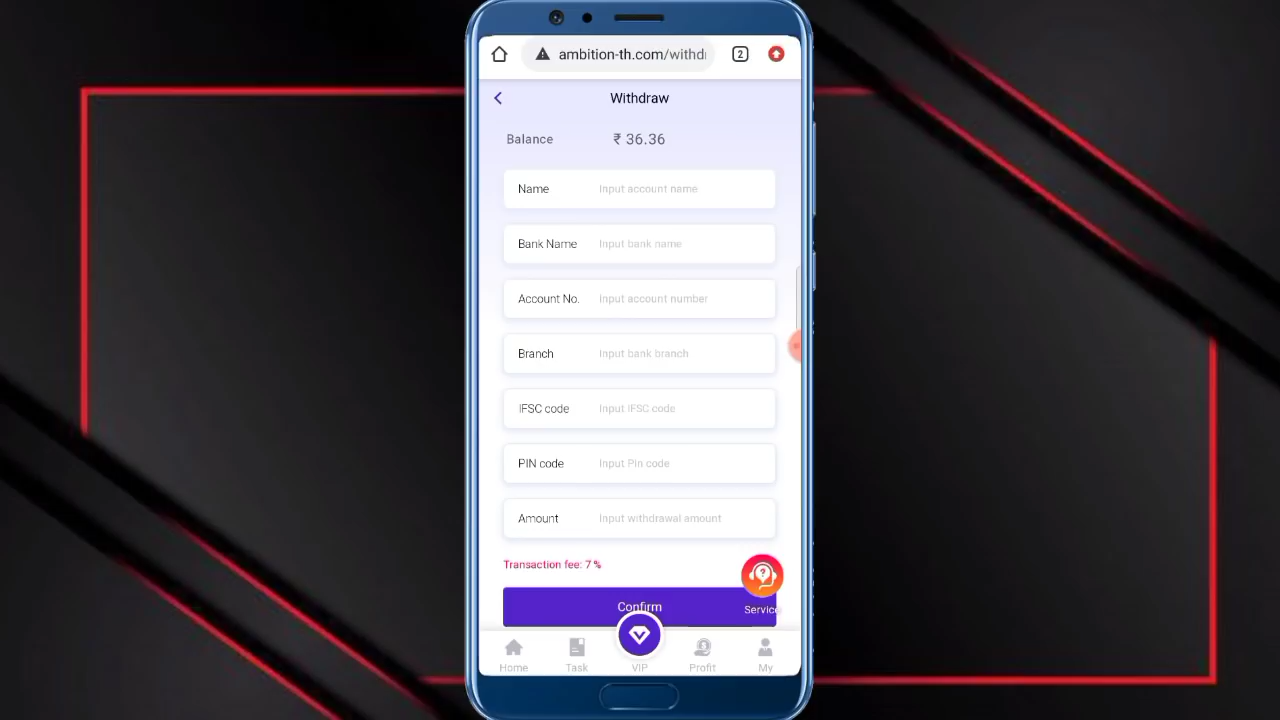 2
ambition-th.com/withd
Withdraw
Balance ₹ 36.36
Name Input account name
Bank Name Input bank name
Account No. Input account number
Branch Input bank branch
IFSC code Input IFSC code
PIN code Input Pin code
Amount Input withdrawal amount
Transaction fee: 7 %
Confirm
Service
Home Task VIP Profit My